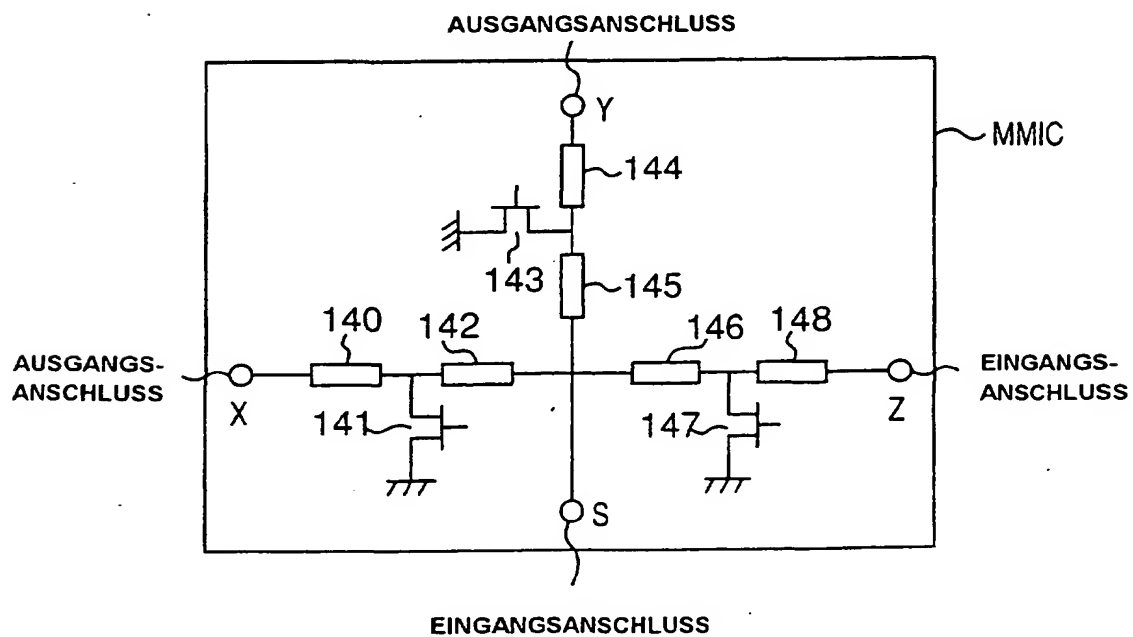 AUSGANGSANSCHLUSS
Y
MMIC
144
143
145
140
142
146
148
AUSGANGS-
ANSCHLUSS
X
141
147
Z
EINGANGS-
ANSCHLUSS
S
EINGANGSANSCHLUSS